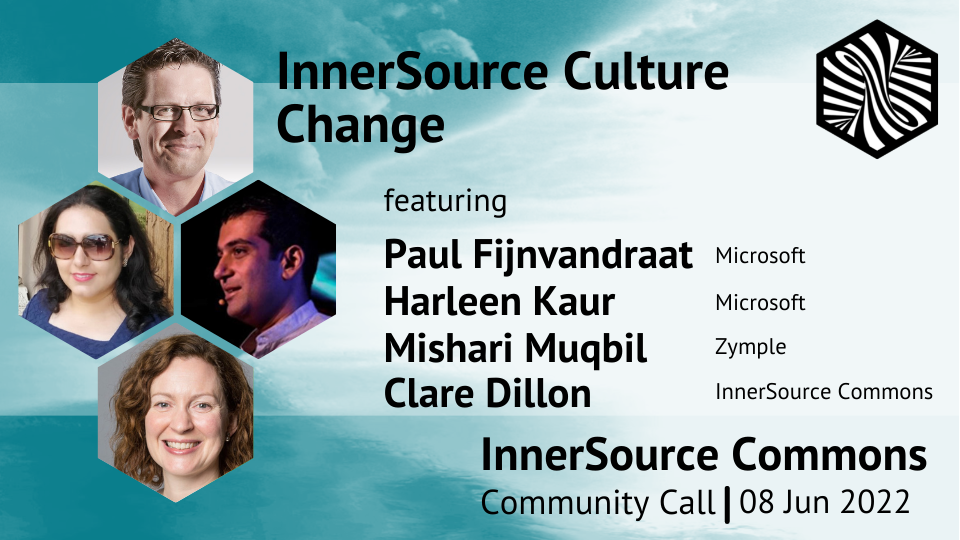 InnerSource Culture
Change
featuring
Paul Fijnvandraat Microsoft
Harleen Kaur Microsoft
Mishari Muqbil Zymple
Clare Dillon InnerSource Commons
InnerSource Commons
Community Call | 08 Jun 2022